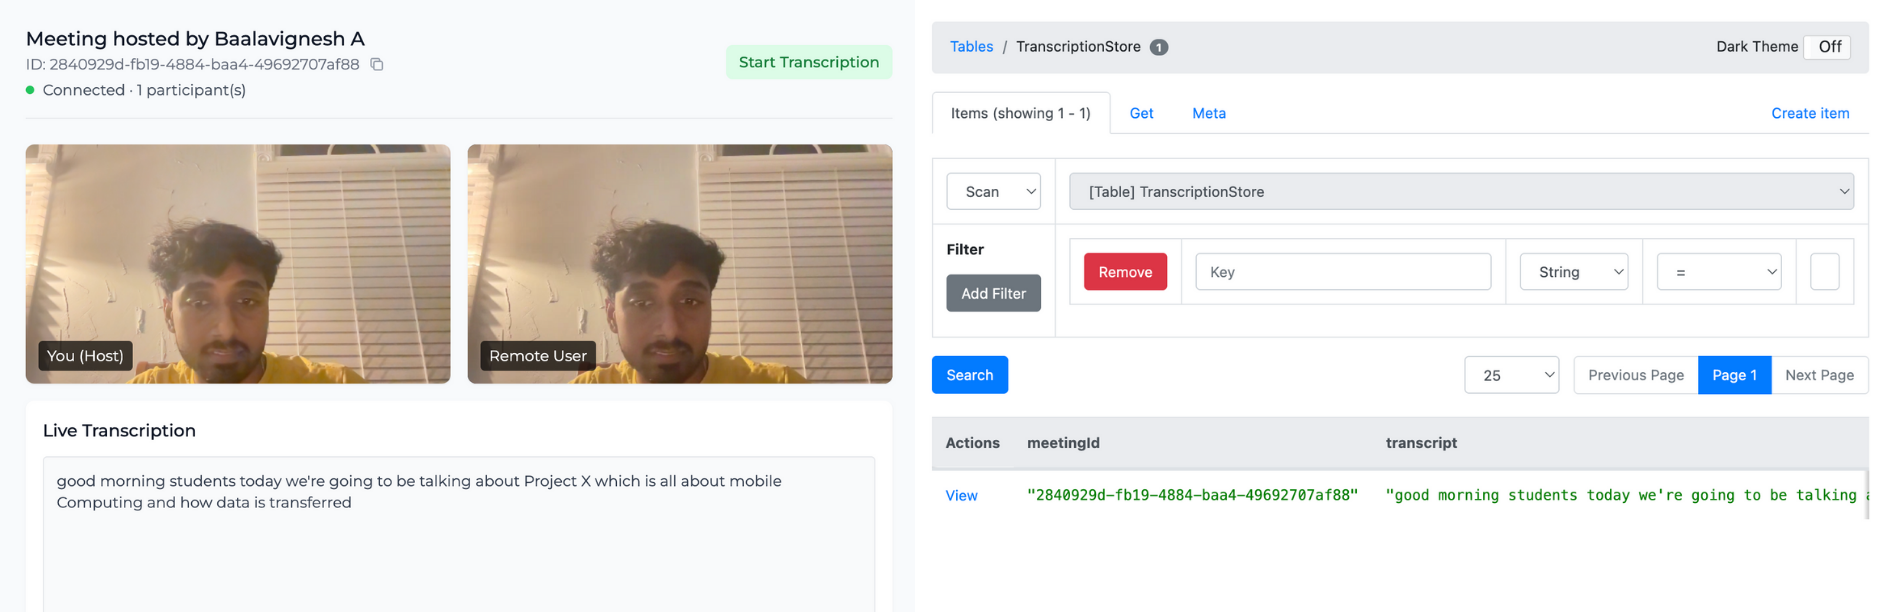 Meeting hosted by Baalavignesh A
ID: 2840929d-fb19-4884-baa4-49692707af88
Connected · 1 participant(s)
Start Transcription
You (Host)
Remote User
Live Transcription
good morning students today we're going to be talking about Project X which is all about mobile
Computing and how data is transferred
Tables / TranscriptionStore 1
Dark Theme Off
Items (showing 1 - 1) Get Meta Create item
Scan [Table] TranscriptionStore
Filter
Add Filter
Remove Key String =
Search 25 Previous Page Page 1 Next Page
Actions meetingId transcript
View "2840929d-fb19-4884-baa4-49692707af88" "good morning students today we're going to be talking